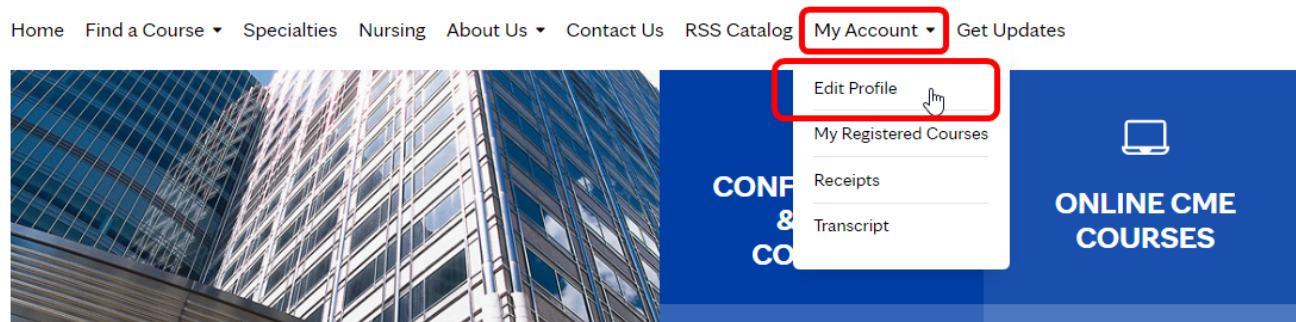 Home Find a Course Specialties Nursing About Us Contact Us RSS Catalog My Account Get Updates
Edit Profile
My Registered Courses
Receipts
Transcript
&
ONLINE CME
COURSES